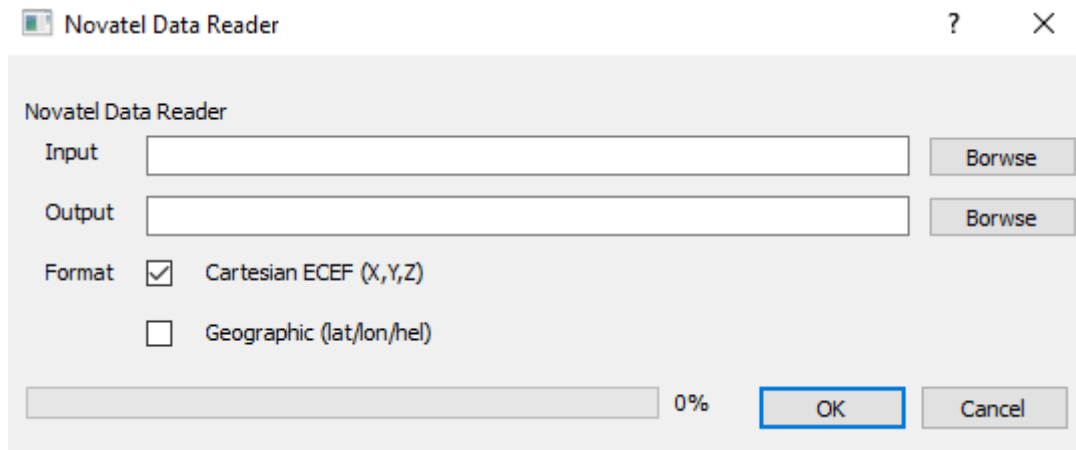 Novatel Data Reader ?
Novatel Data Reader
Input Borwse
Output Borwse
Format Cartesian ECEF (X,Y,Z)
Geographic (lat/lon/hel)
0% OK Cancel